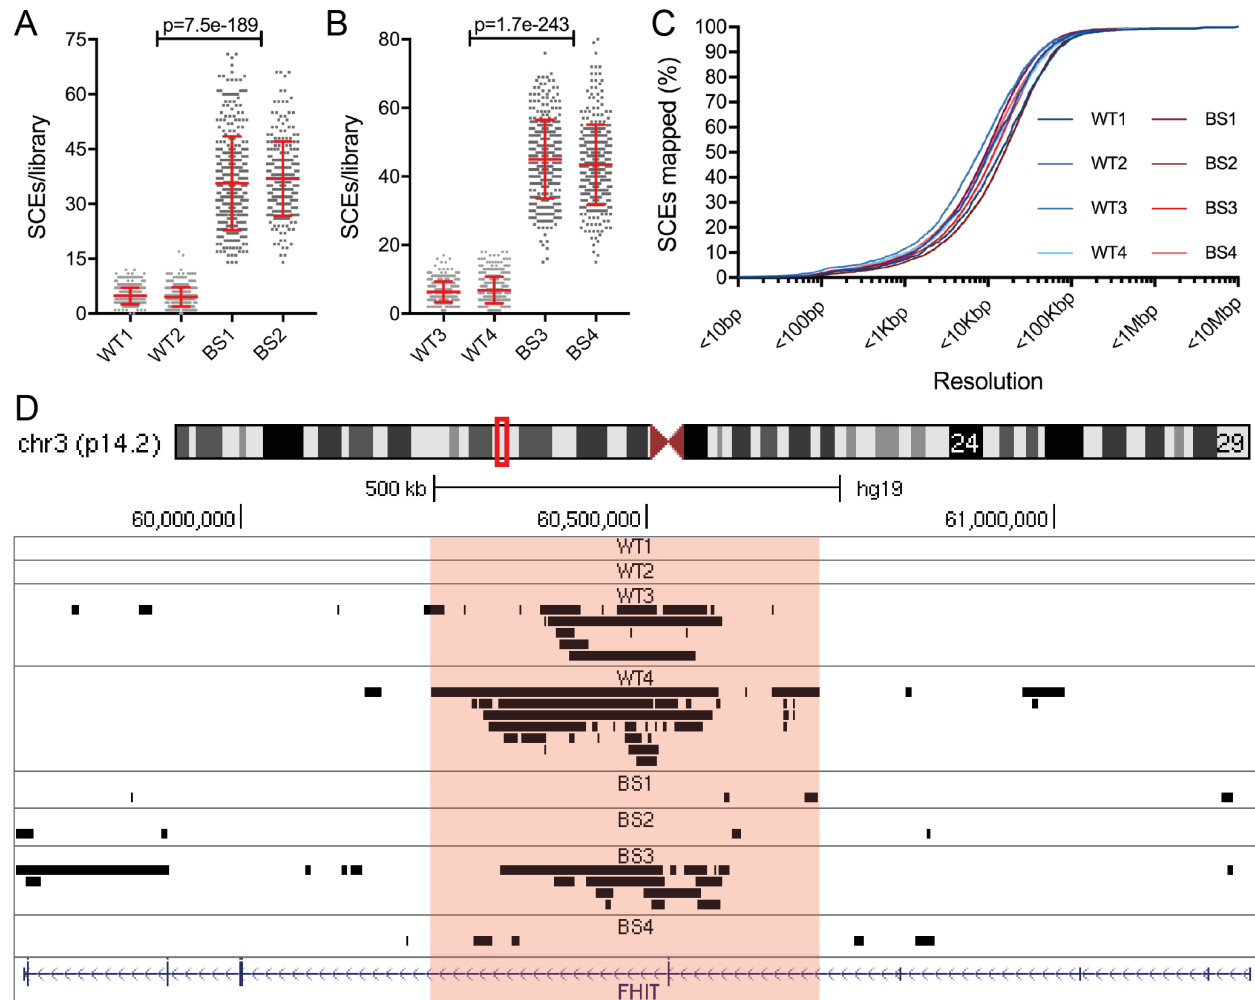 A
p=7.5e-189
SCEs/library
75
60
45
30
15
0
WT1
WT2
BS1
BS2
B
p=1.7e-243
SCEs/library
80
60
40
20
0
WT3
WT4
BS3
BS4
C
SCEs mapped (%)
100
90
80
70
60
50
40
30
20
10
0
<10bp
<100bp
<1Kbp
<10Kbp
<100Kbp
<1Mbp
<10Mbp
Resolution
WT1 BS1
WT2 BS2
WT3 BS3
WT4 BS4
D
chr3 (p14.2) 24 29
500 kb hg19
60,000,000 60,500,000 61,000,000
WT1
WT2
WT3
WT4
BS1
BS2
BS3
BS4
FHIT